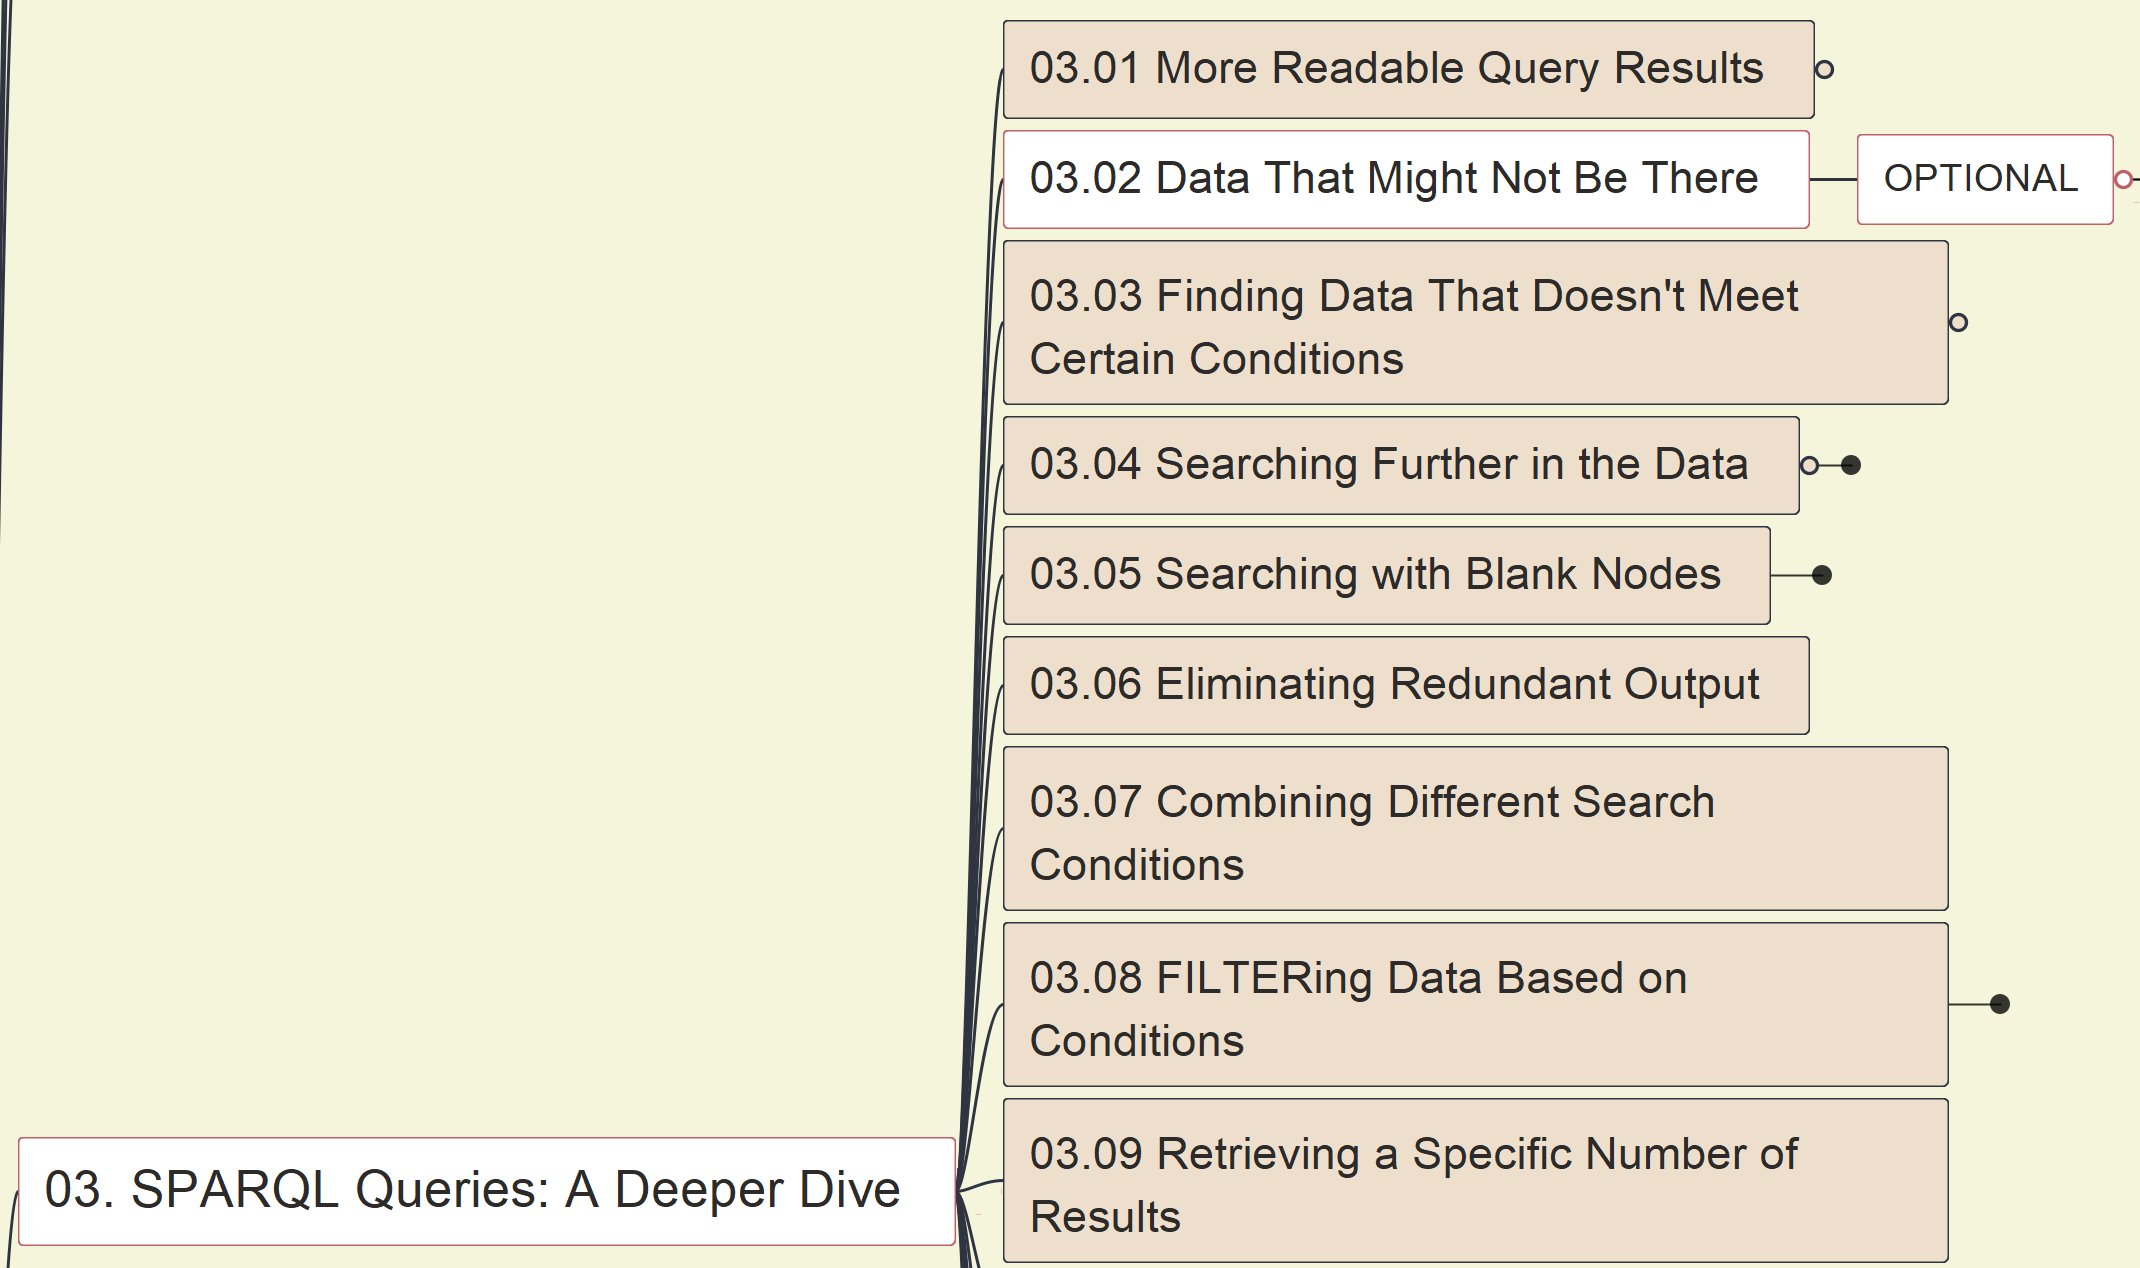 03.01 More Readable Query Results
03.02 Data That Might Not Be There
OPTIONAL
03.03 Finding Data That Doesn't Meet
Certain Conditions
03.04 Searching Further in the Data
03.05 Searching with Blank Nodes
03.06 Eliminating Redundant Output
03.07 Combining Different Search
Conditions
03.08 FILTERing Data Based on
Conditions
03. SPARQL Queries: A Deeper Dive
03.09 Retrieving a Specific Number of
Results